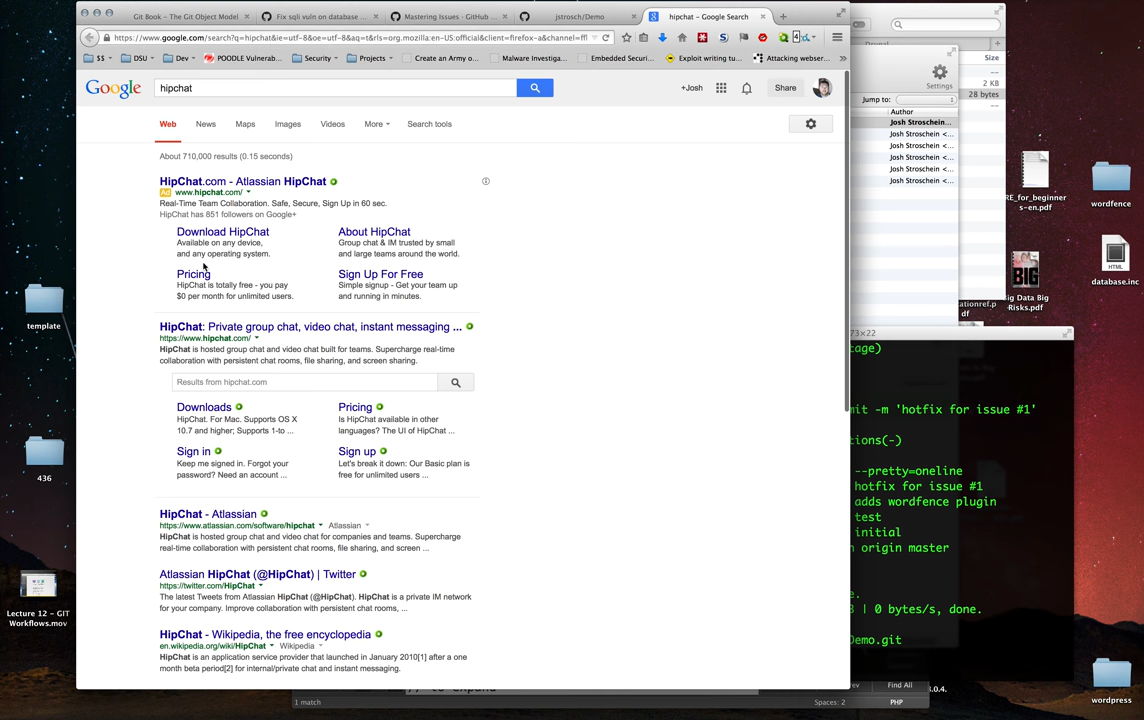 Git Book - The Git Object Model
Fix sqli vuln on database ...
Mastering Issues · GitHub ...
jstrosch/Demo
hipchat - Google Search
https://www.google.com/search?q=hipchat&ie=utf-8&oe=utf-8&aq=t&rls=org.mozilla:en-US:official&client=firefox-a&channel=ffl
$$
DSU
Dev
POODLE Vulnerab...
Security
Projects
Create an Army o...
Malware Investiga...
Embedded Securi...
Exploit writing tu...
Attacking webser...
Google
hipchat
+Josh
Share
Web
News
Maps
Images
Videos
More
Search tools
About 710,000 results (0.15 seconds)
HipChat.com - Atlassian HipChat
Ad www.hipchat.com/
Real-Time Team Collaboration. Safe, Secure, Sign Up in 60 sec.
HipChat has 851 followers on Google+
Download HipChat
Available on any device,
and any operating system.
About HipChat
Group chat & IM trusted by small
and large teams around the world.
Pricing
HipChat is totally free - you pay
$0 per month for unlimited users.
Sign Up For Free
Simple signup - Get your team up
and running in minutes.
HipChat: Private group chat, video chat, instant messaging ...
https://www.hipchat.com/
HipChat is hosted group chat and video chat built for teams. Supercharge real-time
collaboration with persistent chat rooms, file sharing, and screen sharing.
Results from hipchat.com
Downloads
HipChat. For Mac. Supports OS X
10.7 and higher; Supports 1-to ...
Pricing
Is HipChat available in other
languages? The UI of HipChat ...
Sign in
Keep me signed in. Forgot your
password? Need an account ...
Sign up
Let's break it down: Our Basic plan is
free for unlimited users ...
HipChat - Atlassian
https://www.atlassian.com/software/hipchat Atlassian
HipChat is hosted group chat and video chat for companies and teams. Supercharge
real-time collaboration with persistent chat rooms, file sharing, and screen ...
Atlassian HipChat (@HipChat) | Twitter
https://twitter.com/HipChat
The latest Tweets from Atlassian HipChat (@HipChat). HipChat is a private IM network
for your company. Improve collaboration with persistent chat rooms, ...
HipChat - Wikipedia, the free encyclopedia
en.wikipedia.org/wiki/HipChat Wikipedia
HipChat is an application service provider that launched in January 2010[1] after a one
month beta period[2] for internal/private chat and instant messaging.
Size
--
2 KB
28 bytes
--
Settings
Jump to:
Author
Josh Stroschein...
Josh Stroschein <...
Josh Stroschein <...
Josh Stroschein <...
Josh Stroschein <...
Josh Stroschein <...
73×22
tage)
mit -m 'hotfix for issue #1'
tions(-)
--pretty=oneline
hotfix for issue #1
adds wordfence plugin
test
initial
h origin master
e.
3 | 0 bytes/s, done.
Demo.git
template
436
Lecture 12 - GIT
Workflows.mov
RE_for_beginner
s-en.pdf
wordfence
BIG
Big Data Big
Risks.pdf
ationref.p
df
HTML
database.inc
wordpress
.0.4.
1 match
Find All
Spaces: 2
PHP